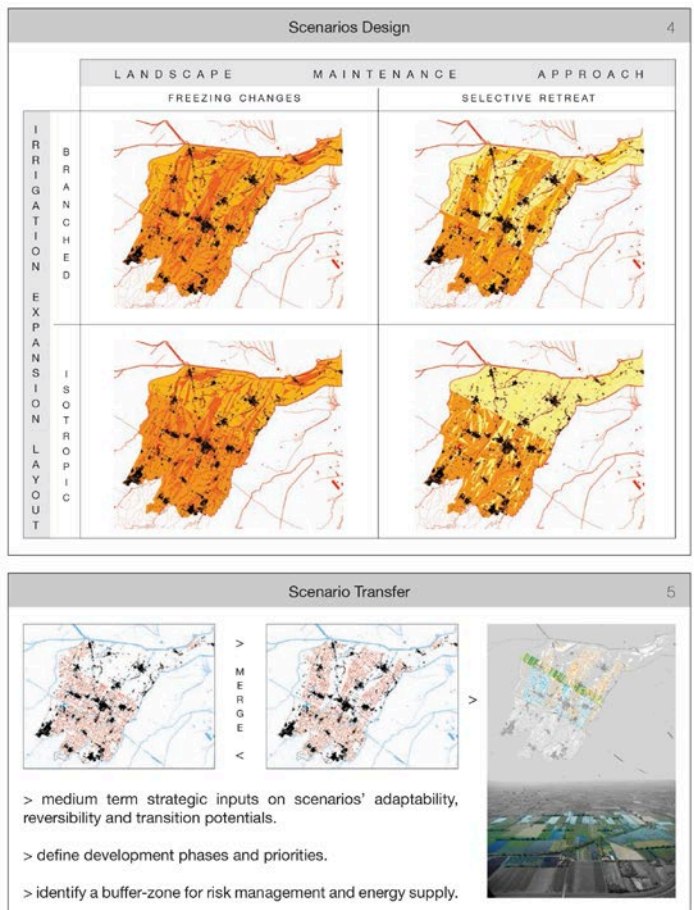 Scenarios Design 4
LANDSCAPE MAINTENANCE APPROACH
FREEZING CHANGES SELECTIVE RETREAT
IRRIGATION EXPANSION LAYOUT
BRANCHED
ISOTROPIC
Scenario Transfer 5
> MERGE < >
> medium term strategic inputs on scenarios' adaptability,
reversibility and transition potentials.
> define development phases and priorities.
> identify a buffer-zone for risk management and energy supply.